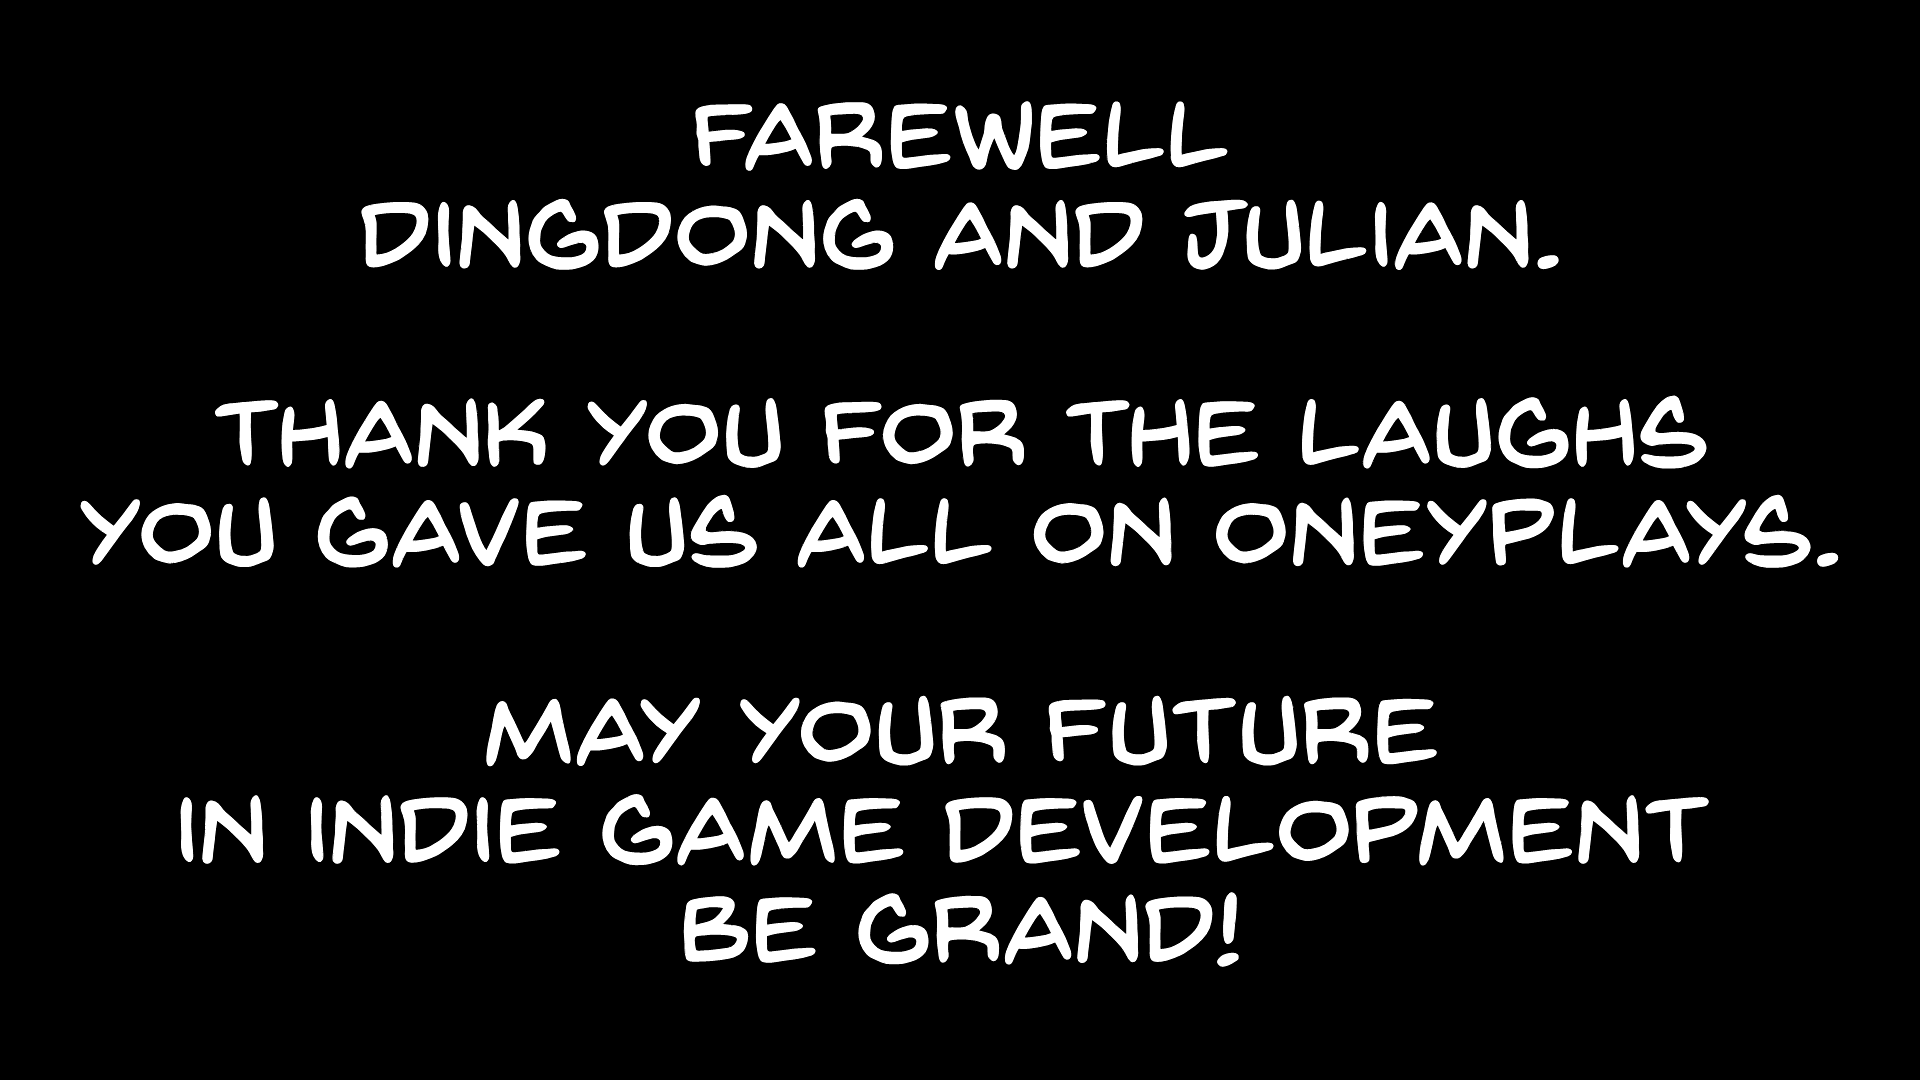 FAREWELL
DINGDONG AND JULIAN.
THANK YOU FOR THE LAUGHS
YOU GAVE US ALL ON ONEYPLAYS.
MAY YOUR FUTURE
IN INDIE GAME DEVELOPMENT
BE GRAND!